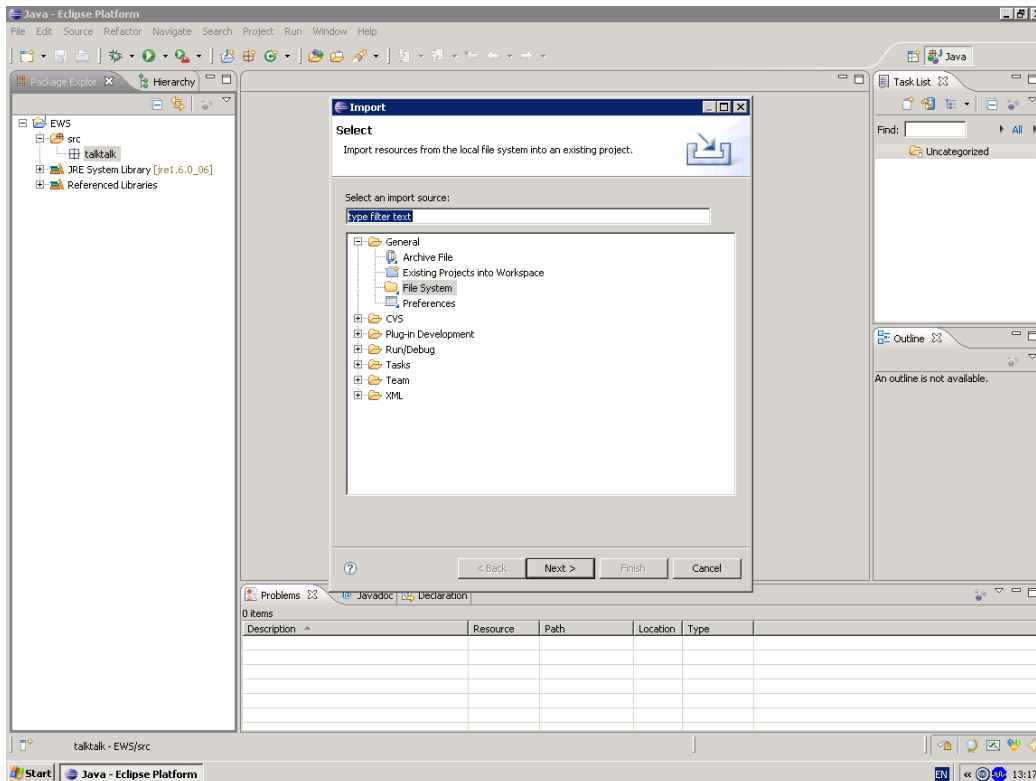 Java - Eclipse Platform
File Edit Source Refactor Navigate Search Project Run Window Help
Java
Package Explor Hierarchy
EWS
src
talktalk
JRE System Library [jre1.6.0_06]
Referenced Libraries
Import
Select
Import resources from the local file system into an existing project.
Select an import source:
type filter text
General
Archive File
Existing Projects into Workspace
File System
Preferences
CVS
Plug-in Development
Run/Debug
Tasks
Team
XML
< Back Next > Finish Cancel
Task List
Find: All
Uncategorized
Outline
An outline is not available.
Problems Javadoc Declaration
0 items
Description Resource Path Location Type
talktalk - EWS/src
Start Java - Eclipse Platform EN 13:17